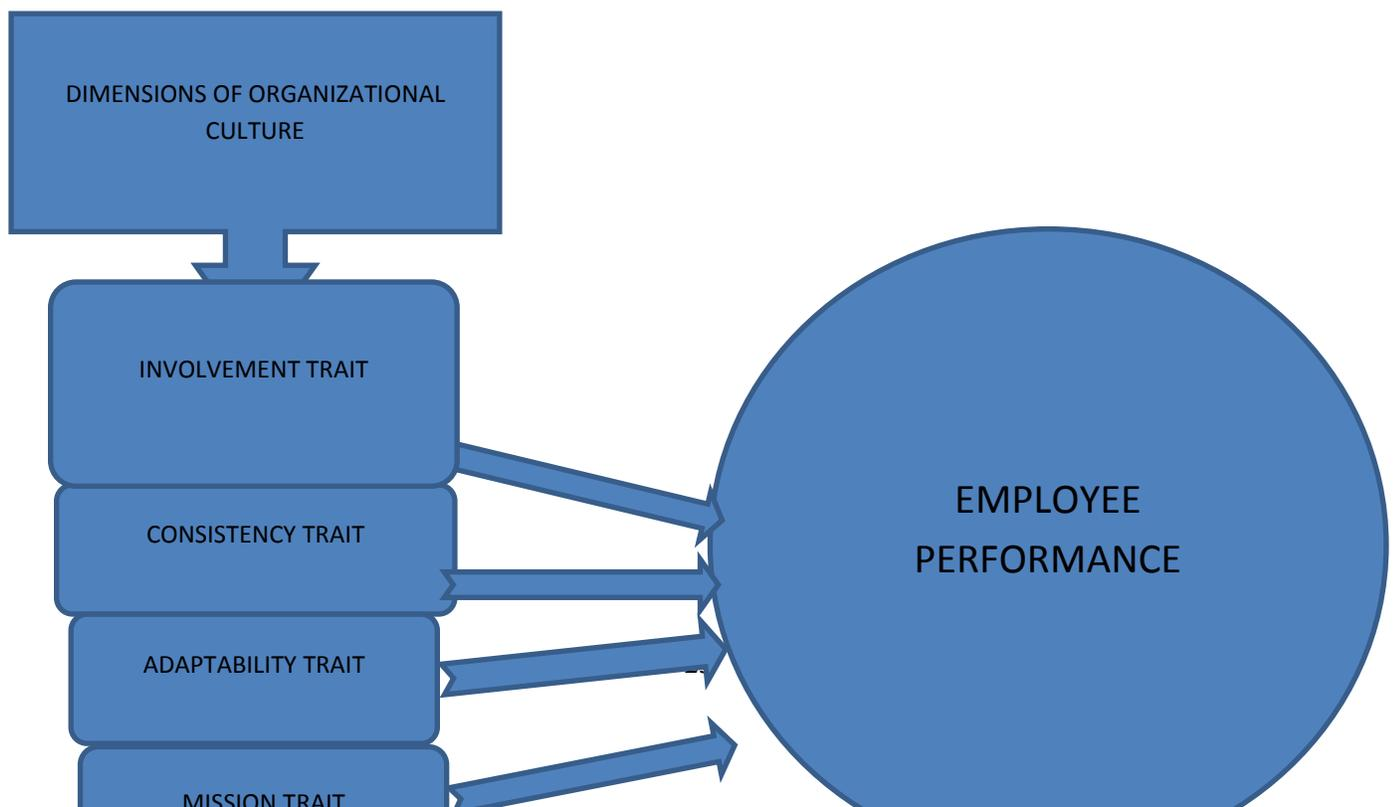 DIMENSIONS OF ORGANIZATIONAL
CULTURE
INVOLVEMENT TRAIT
CONSISTENCY TRAIT
ADAPTABILITY TRAIT
MISSION TRAIT
EMPLOYEE
PERFORMANCE